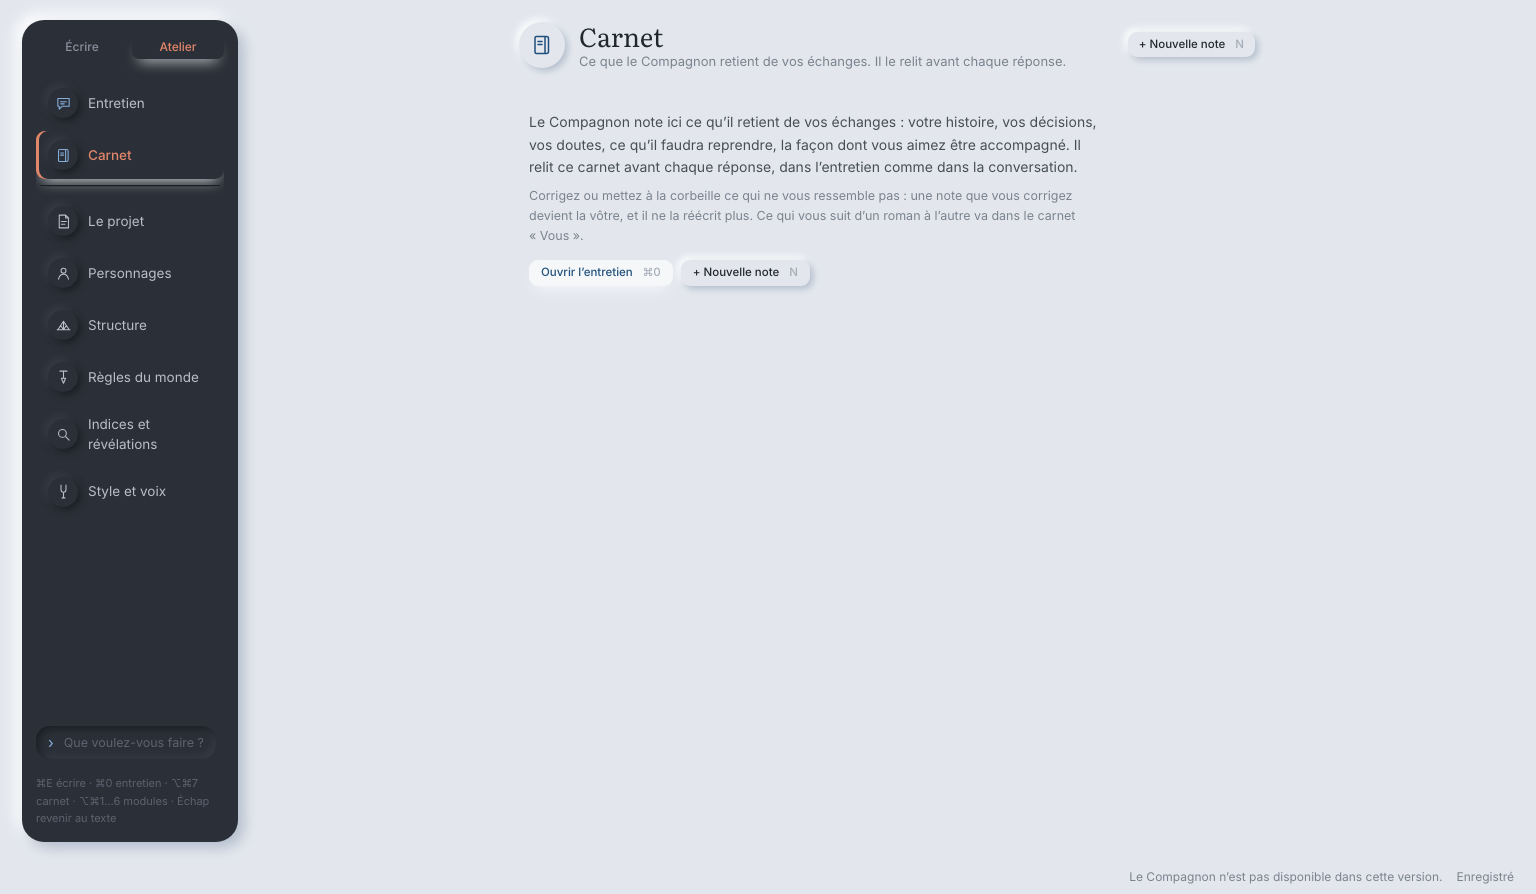 Écrire
Atelier
Entretien
Carnet
Le projet
Personnages
Structure
Règles du monde
Indices et
révélations
Style et voix
› Que voulez-vous faire ?
⌘E écrire · ⌘0 entretien · ⌥⌘7
carnet · ⌥⌘1…6 modules · Échap
revenir au texte
Carnet
Ce que le Compagnon retient de vos échanges. Il le relit avant chaque réponse.
+ Nouvelle note N
Le Compagnon note ici ce qu’il retient de vos échanges : votre histoire, vos décisions,
vos doutes, ce qu’il faudra reprendre, la façon dont vous aimez être accompagné. Il
relit ce carnet avant chaque réponse, dans l’entretien comme dans la conversation.
Corrigez ou mettez à la corbeille ce qui ne vous ressemble pas : une note que vous corrigez
devient la vôtre, et il ne la réécrit plus. Ce qui vous suit d’un roman à l’autre va dans le carnet
« Vous ».
Ouvrir l’entretien ⌘0
+ Nouvelle note N
Le Compagnon n’est pas disponible dans cette version. Enregistré